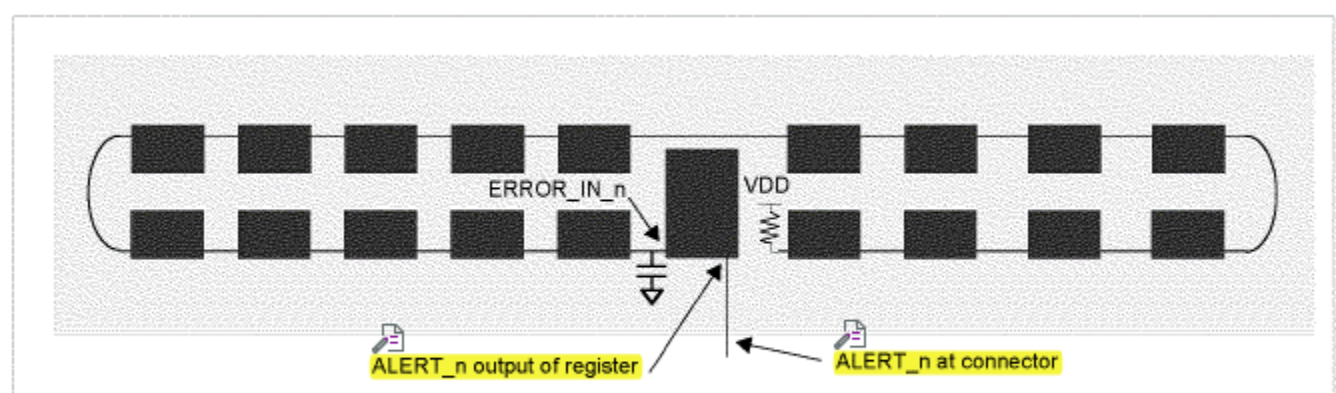 ERROR_IN_n
VDD
ALERT_n output of register
ALERT_n at connector